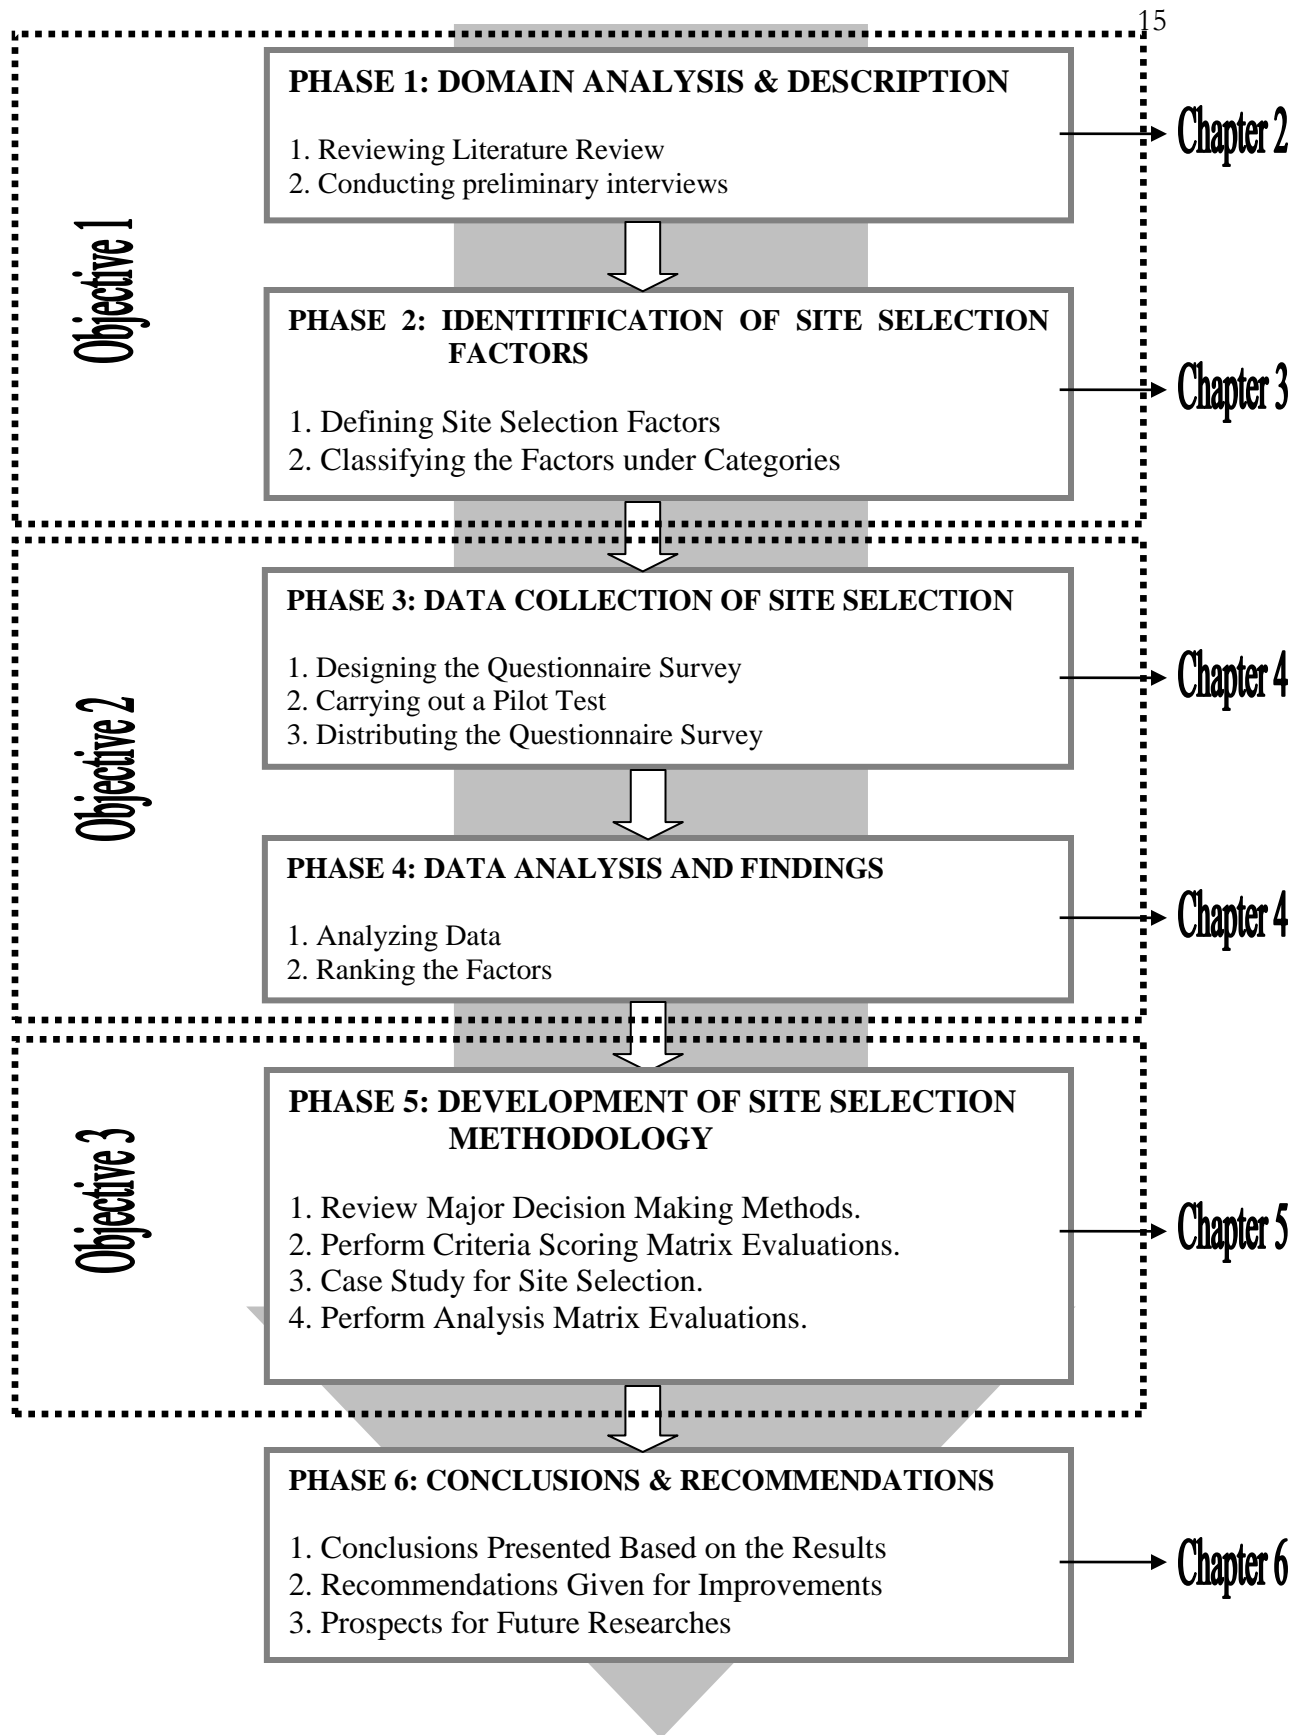 15
PHASE 1: DOMAIN ANALYSIS & DESCRIPTION
1. Reviewing Literature Review
2. Conducting preliminary interviews
Chapter 2
Objective 1
PHASE 2: IDENTITIFICATION OF SITE SELECTION
FACTORS
1. Defining Site Selection Factors
2. Classifying the Factors under Categories
Chapter 3
PHASE 3: DATA COLLECTION OF SITE SELECTION
1. Designing the Questionnaire Survey
2. Carrying out a Pilot Test
3. Distributing the Questionnaire Survey
Chapter 4
Objective 2
PHASE 4: DATA ANALYSIS AND FINDINGS
1. Analyzing Data
2. Ranking the Factors
Chapter 4
PHASE 5: DEVELOPMENT OF SITE SELECTION
METHODOLOGY
1. Review Major Decision Making Methods.
2. Perform Criteria Scoring Matrix Evaluations.
3. Case Study for Site Selection.
4. Perform Analysis Matrix Evaluations.
Chapter 5
Objective 3
PHASE 6: CONCLUSIONS & RECOMMENDATIONS
1. Conclusions Presented Based on the Results
2. Recommendations Given for Improvements
3. Prospects for Future Researches
Chapter 6